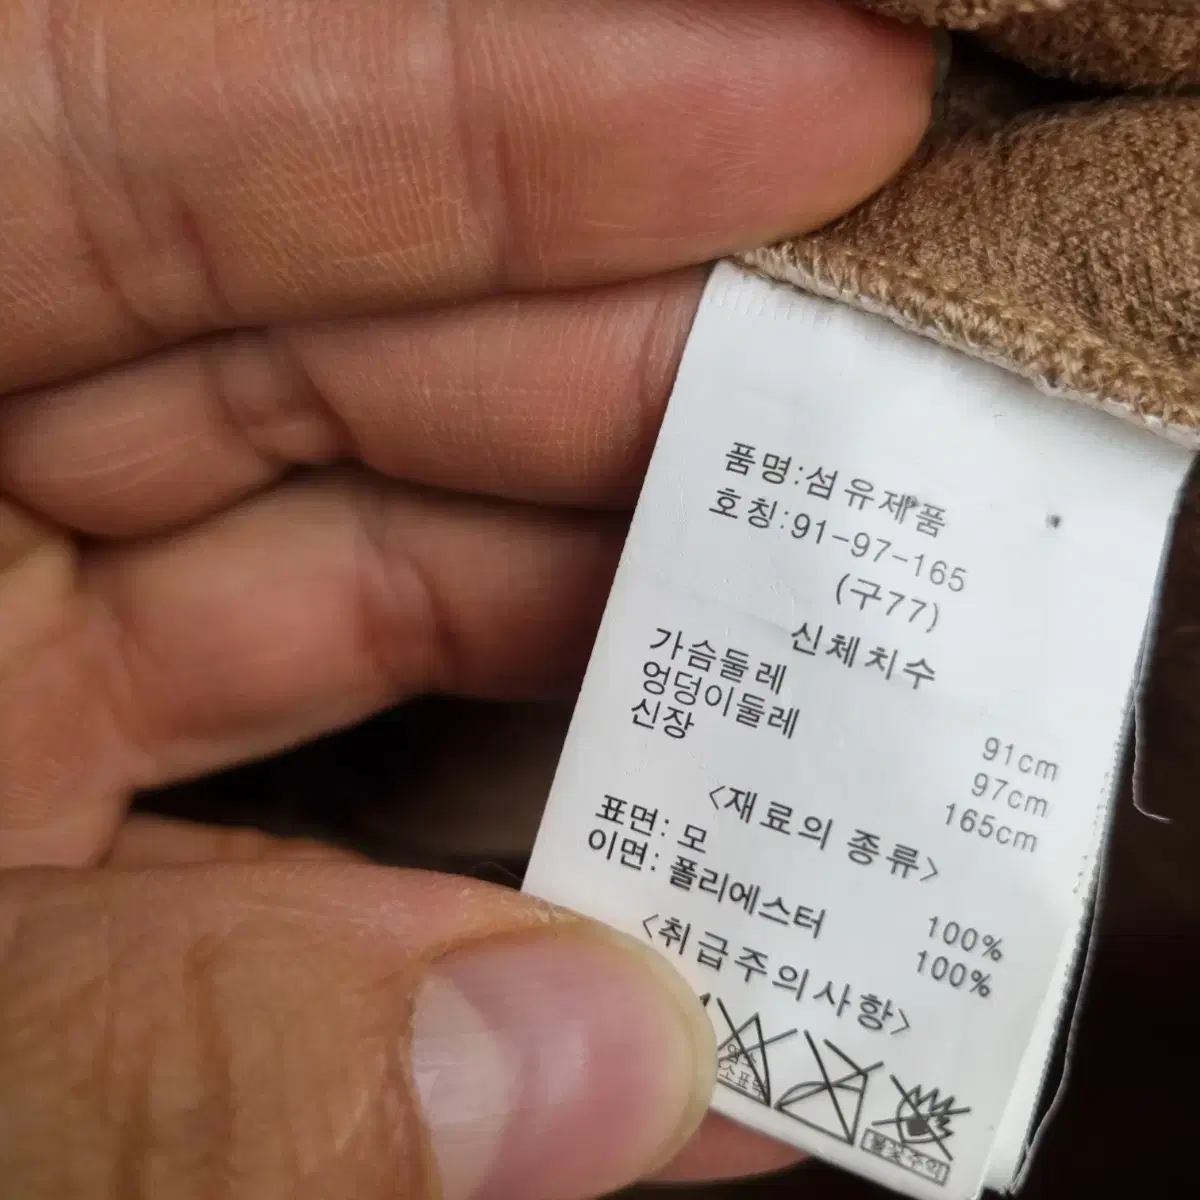 품명:섬유제품
호칭:91-97-165
(구77)
신체치수
가슴둘레 91cm
엉덩이둘레 97cm
신장 165cm
<재료의 종류>
표면: 모 100%
이면: 폴리에스터 100%
<취급주의사항>
불꽃주의